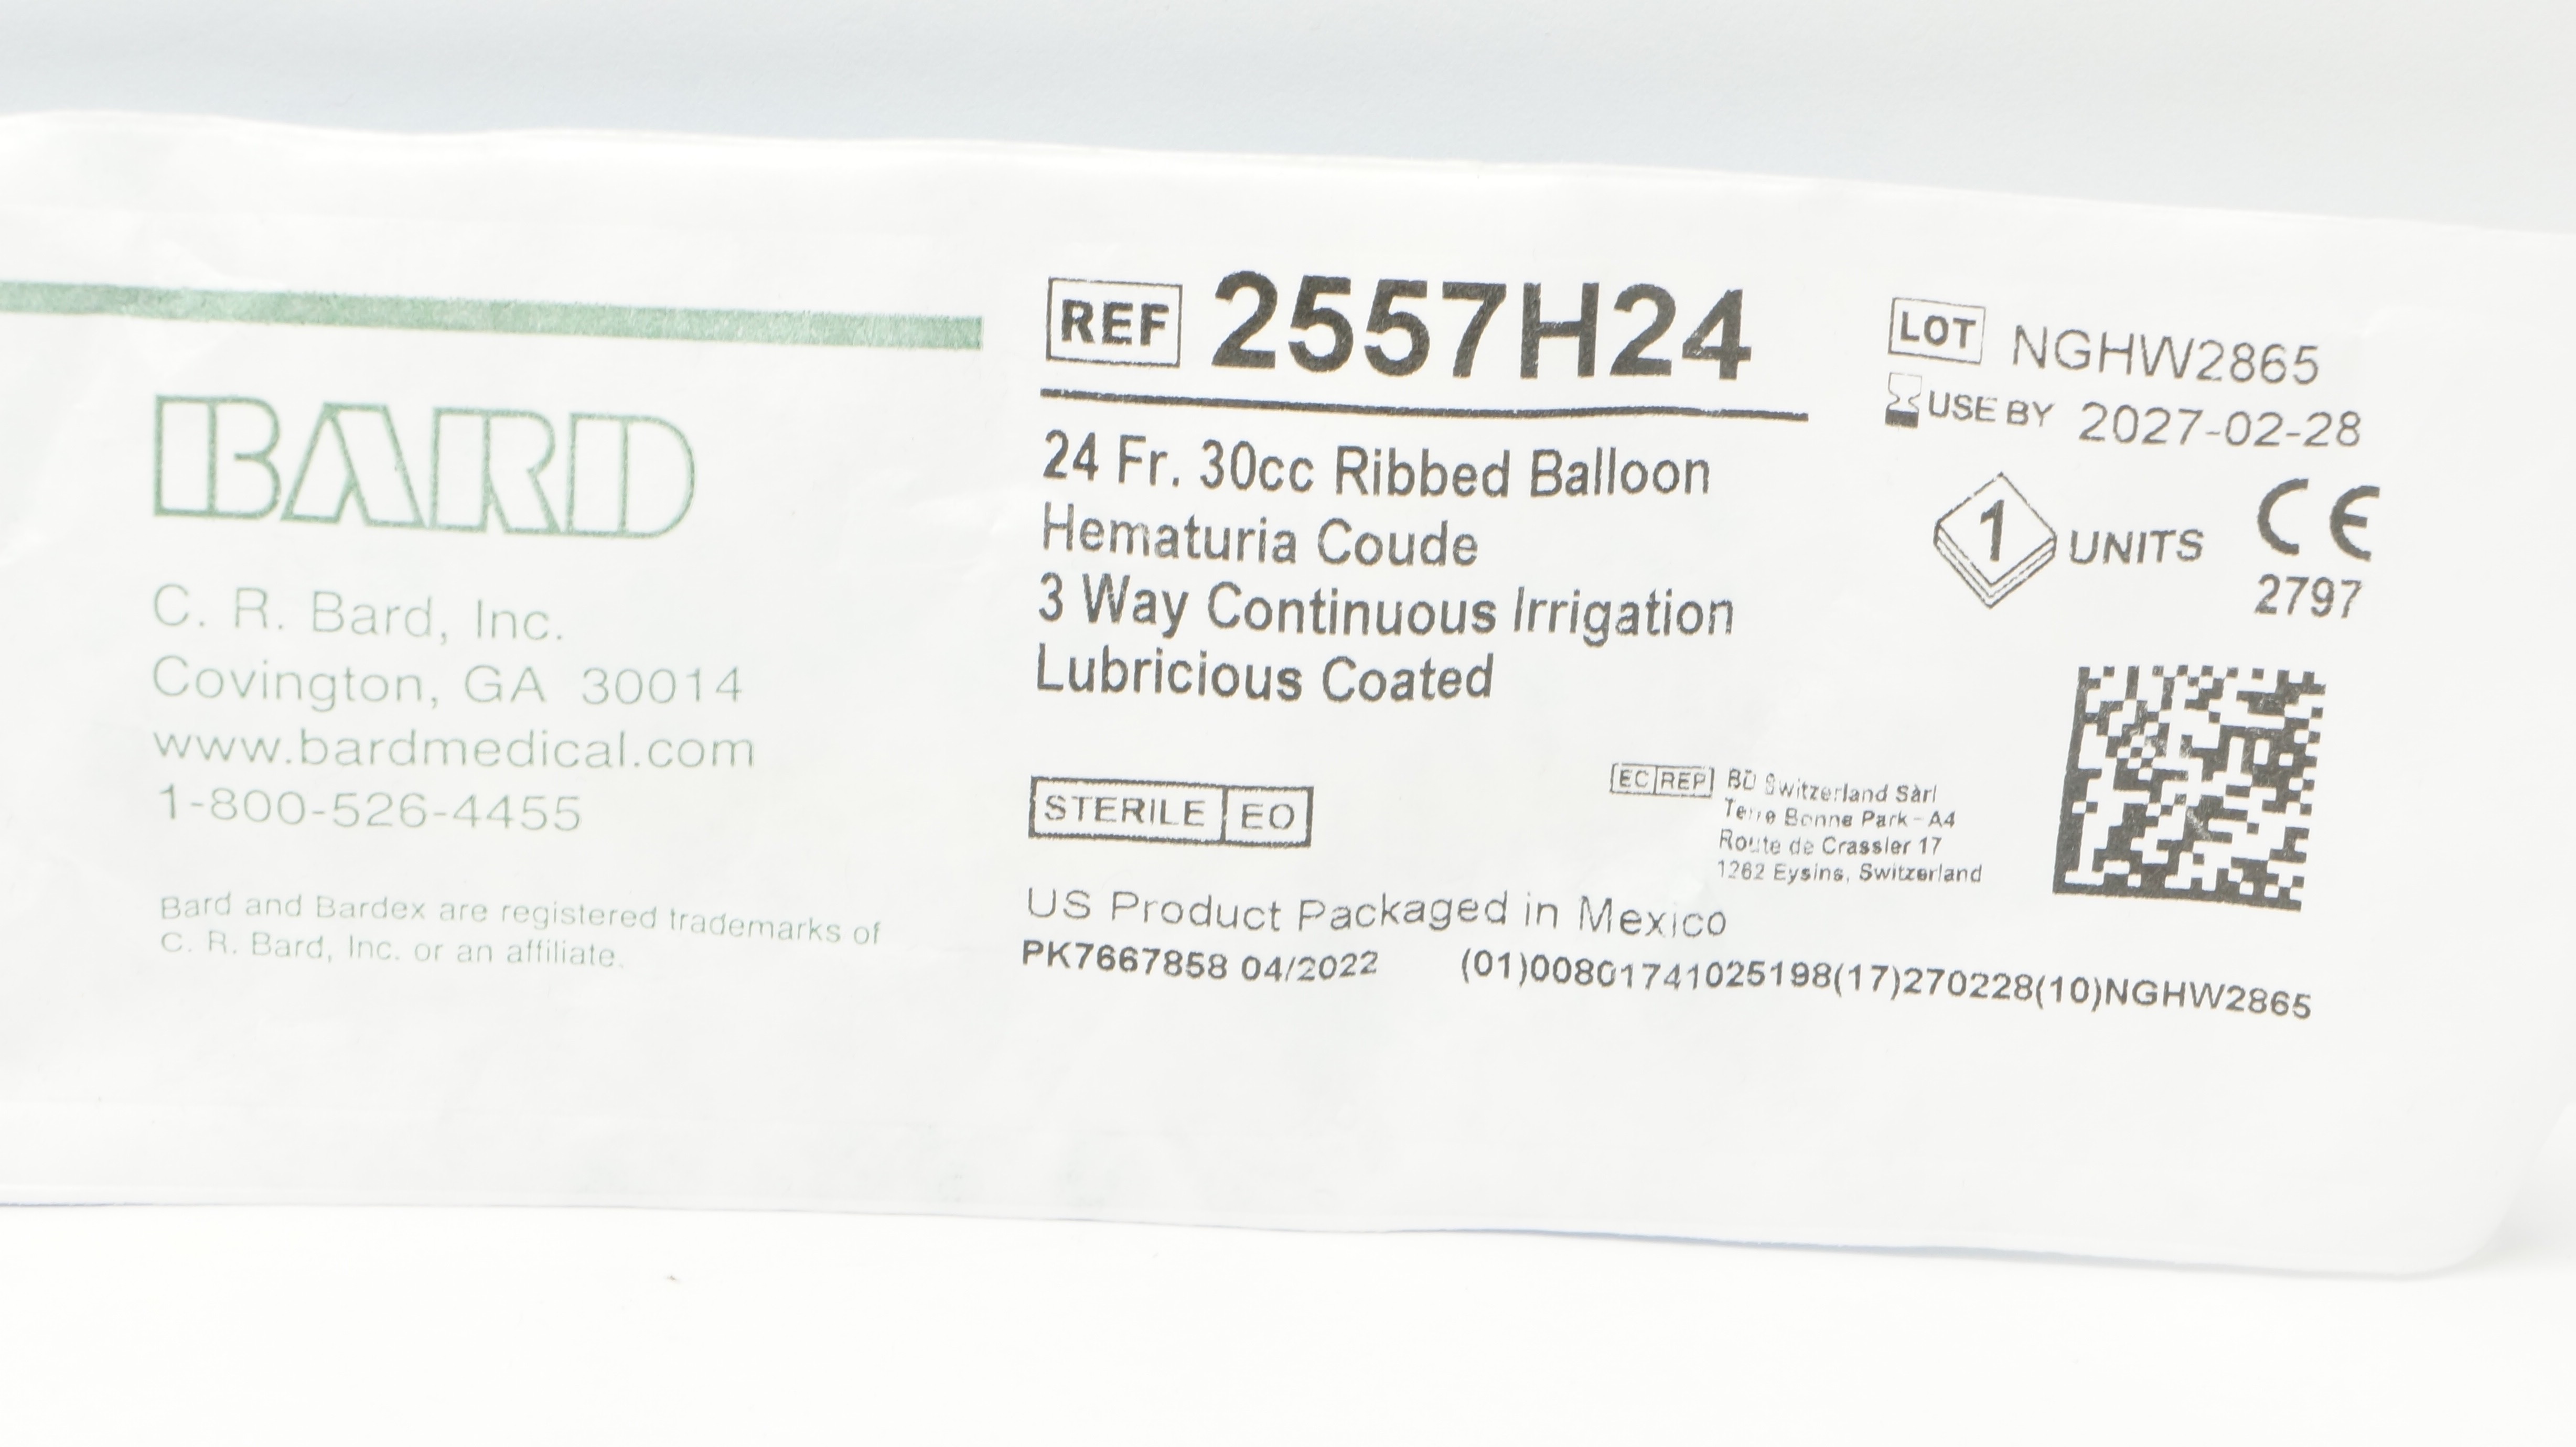 BARD
C. R. Bard, Inc.
Covington, GA 30014
www.bardmedical.com
1-800-526-4455
Bard and Bardex are registered trademarks of
C. R. Bard, Inc. or an affiliate.
REF 2557H24
24 Fr. 30cc Ribbed Balloon
Hematuria Coude
3 Way Continuous Irrigation
Lubricious Coated
STERILE EO
LOT NGHW2865
USE BY 2027-02-28
1 UNITS
CE
2797
EC REP BD Switzerland Sàrl
Terre Bonne Park - A4
Route de Crassier 17
1262 Eysins, Switzerland
US Product Packaged in Mexico
PK7667858 04/2022 (01)00801741025198(17)270228(10)NGHW2865